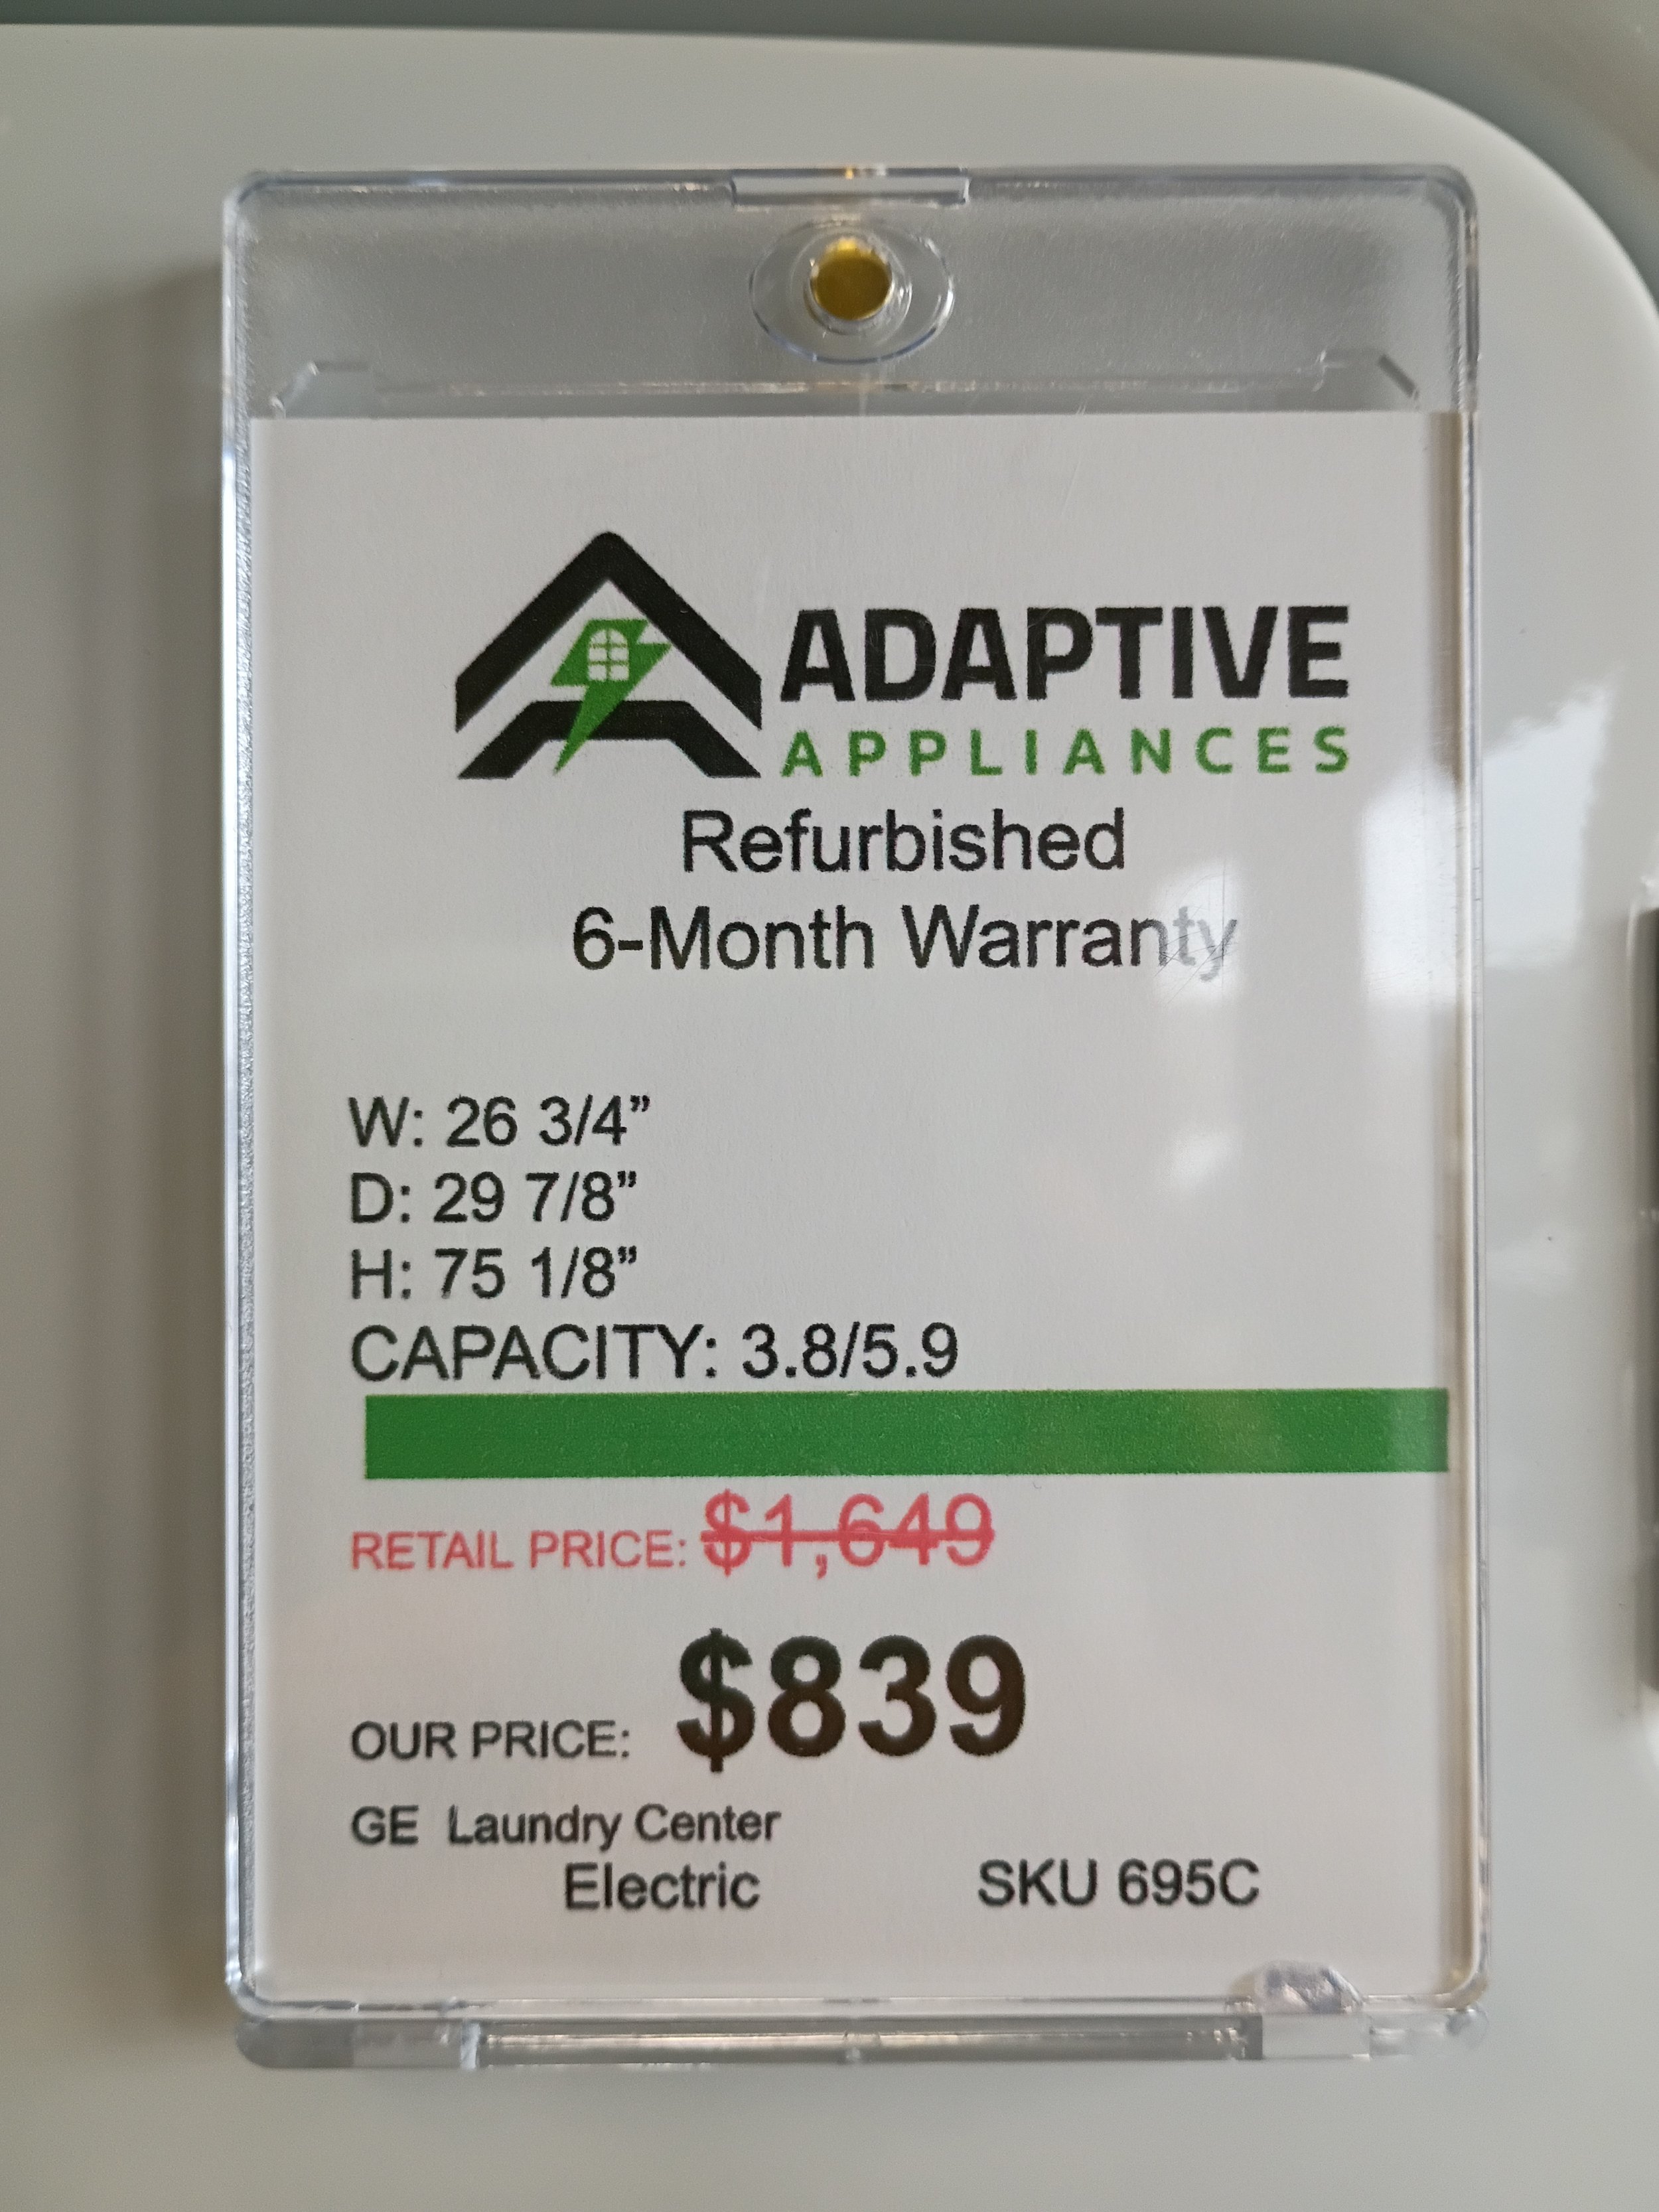 ADAPTIVE
APPLIANCES
Refurbished
6-Month Warranty
W: 26 3/4”
D: 29 7/8”
H: 75 1/8”
CAPACITY: 3.8/5.9
RETAIL PRICE: $1,649
OUR PRICE: $839
GE Laundry Center
Electric SKU 695C